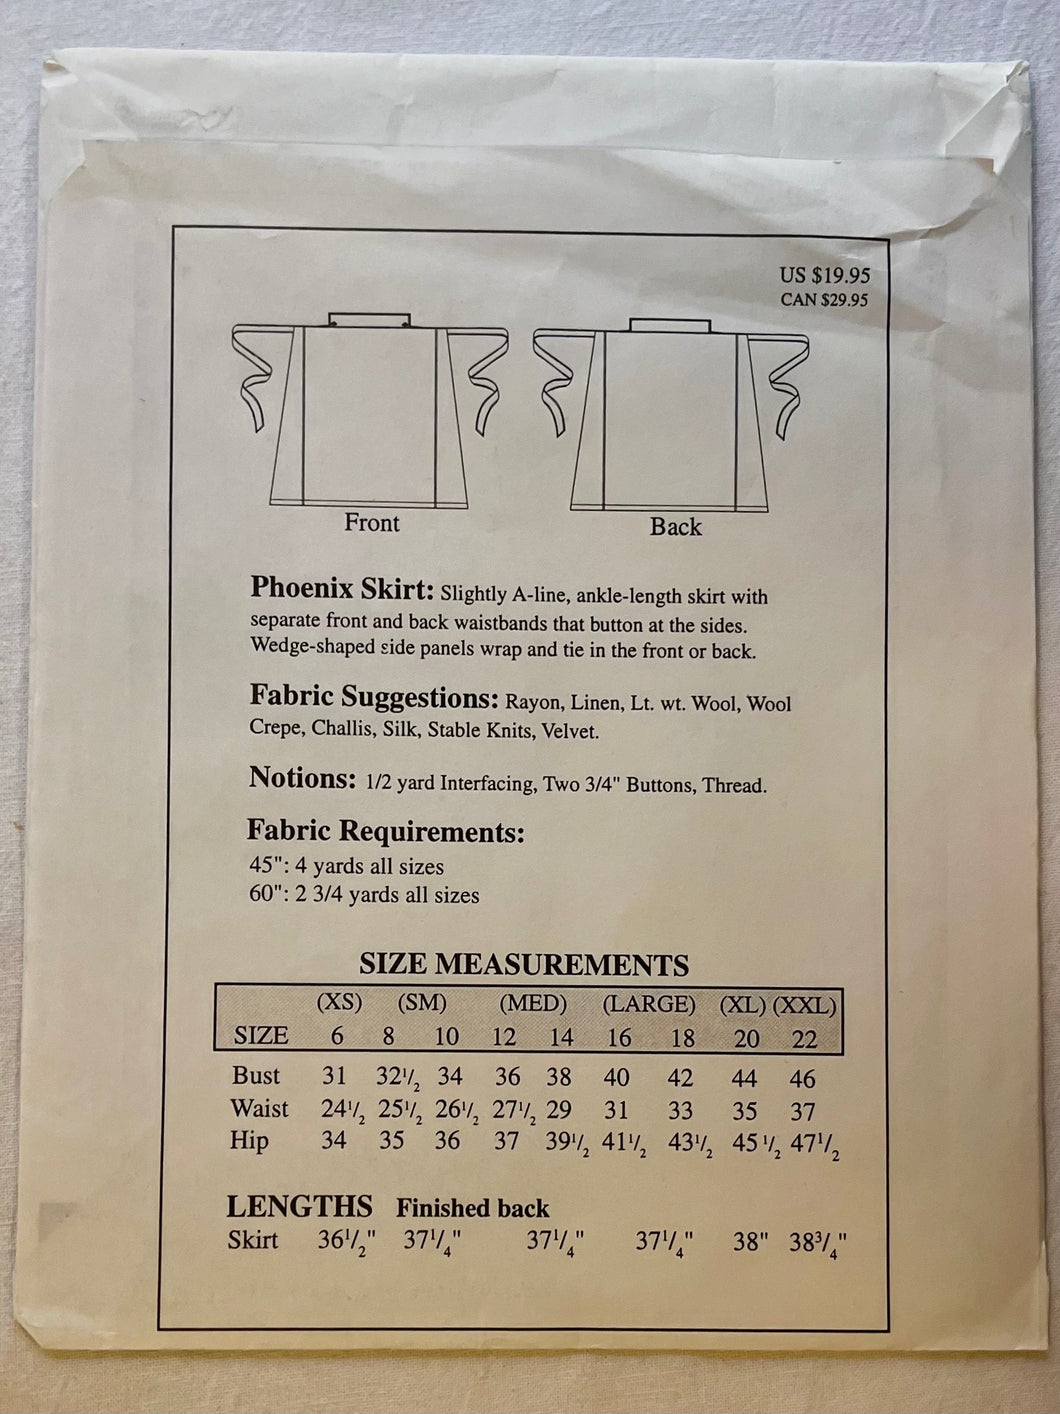 US $19.95
CAN $29.95
Front
Back
Phoenix Skirt: Slightly A-line, ankle-length skirt with
separate front and back waistbands that button at the sides.
Wedge-shaped side panels wrap and tie in the front or back.
Fabric Suggestions: Rayon, Linen, Lt. wt. Wool, Wool
Crepe, Challis, Silk, Stable Knits, Velvet.
Notions: 1/2 yard Interfacing, Two 3/4" Buttons, Thread.
Fabric Requirements:
45": 4 yards all sizes
60": 2 3/4 yards all sizes
SIZE MEASUREMENTS
(XS) (SM) (MED) (LARGE) (XL) (XXL)
SIZE 6 8 10 12 14 16 18 20 22
Bust 31 32 1/2 34 36 38 40 42 44 46
Waist 24 1/2 25 1/2 26 1/2 27 1/2 29 31 33 35 37
Hip 34 35 36 37 39 1/2 41 1/2 43 1/2 45 1/2 47 1/2
LENGTHS Finished back
Skirt 36 1/2" 37 1/4" 37 1/4" 37 1/4" 38" 38 3/4"